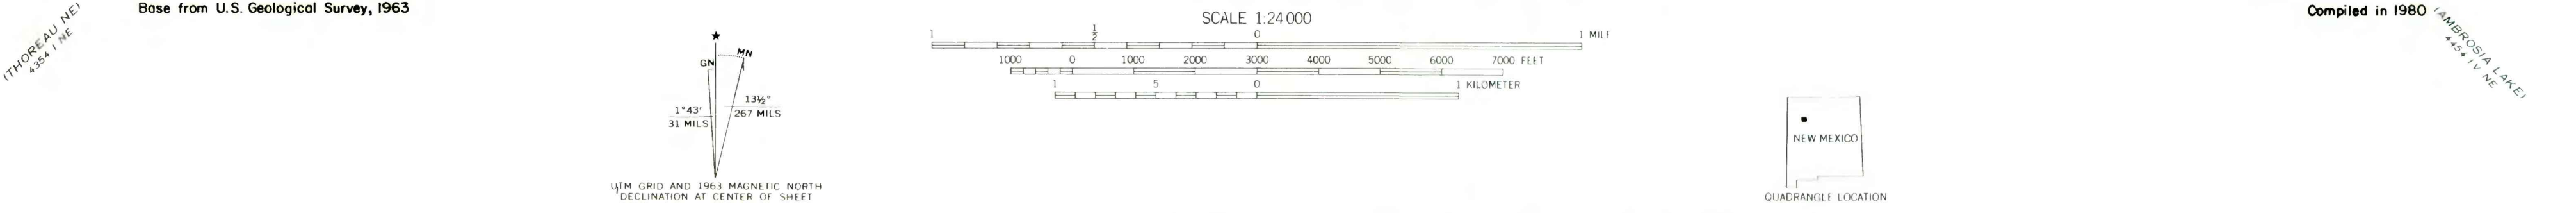 (THOREAU NE)
4354 I NE
Base from U.S. Geological Survey, 1963
★
GN
MN
1°43'
31 MILS
13½°
267 MILS
UTM GRID AND 1963 MAGNETIC NORTH
DECLINATION AT CENTER OF SHEET
SCALE 1:24000
1 ½ 0 1 MILE
1000 0 1000 2000 3000 4000 5000 6000 7000 FEET
1 5 0 1 KILOMETER
NEW MEXICO
QUADRANGLE LOCATION
Compiled in 1980
(AMBROSIA LAKE)
4454 IV NE